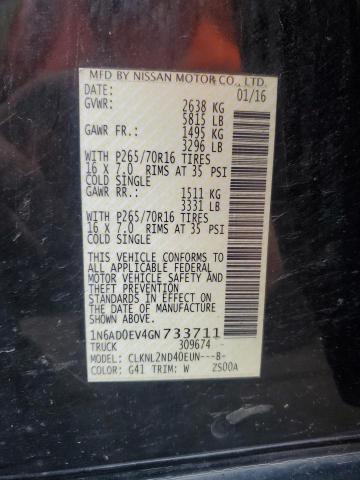 MFD BY NISSAN MOTOR CO., LTD.
DATE: 01/16
GVWR: 2638 KG
5815 LB
GAWR FR.: 1495 KG
3296 LB
WITH P265/70R16 TIRES
16 X 7.0 RIMS AT 35 PSI
COLD SINGLE
GAWR RR.: 1511 KG
3331 LB
WITH P265/70R16 TIRES
16 X 7.0 RIMS AT 35 PSI
COLD SINGLE
THIS VEHICLE CONFORMS TO
ALL APPLICABLE FEDERAL
MOTOR VEHICLE SAFETY
AND THEFT PREVENTION
STANDARDS IN EFFECT ON
THE DATE OF MANUFACTURE
SHOWN ABOVE.
1N6AD0EV4GN733711
TRUCK 309674 -
MODEL: CLKNL2ND40EUN---8-
COLOR: G41 TRIM: W ZS00A